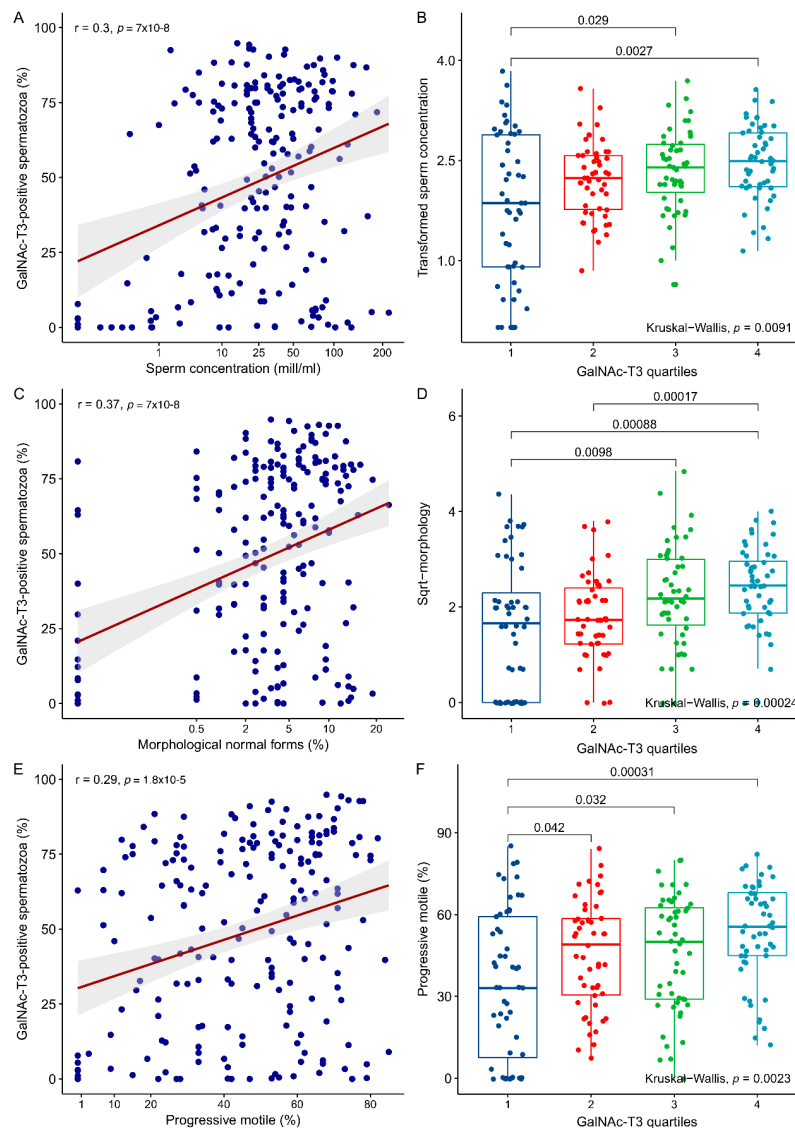 A
r = 0.3, p = 7x10-8
GalNAc-T3-positive spermatozoa (%)
100
75
50
25
0
1
10
25
50
100
200
Sperm concentration (mill/ml)
B
0.029
0.0027
Transformed sperm concentration
4.0
2.5
1.0
Kruskal−Wallis, p = 0.0091
1
2
3
4
GalNAc-T3 quartiles
C
r = 0.37, p = 7x10-8
GalNAc-T3-positive spermatozoa (%)
100
75
50
25
0
0.5
2
5
10
20
Morphological normal forms (%)
D
0.00017
0.00088
0.0098
Sqrt−morphology
6
4
2
0
Kruskal−Wallis, p = 0.00024
1
2
3
4
GalNAc-T3 quartiles
E
r = 0.29, p = 1.8x10-5
GalNAc-T3-positive spermatozoa (%)
100
75
50
25
0
1
10
20
40
60
80
Progressive motile (%)
F
0.00031
0.032
0.042
Progressive motile (%)
90
60
30
0
Kruskal−Wallis, p = 0.0023
1
2
3
4
GalNAc-T3 quartiles